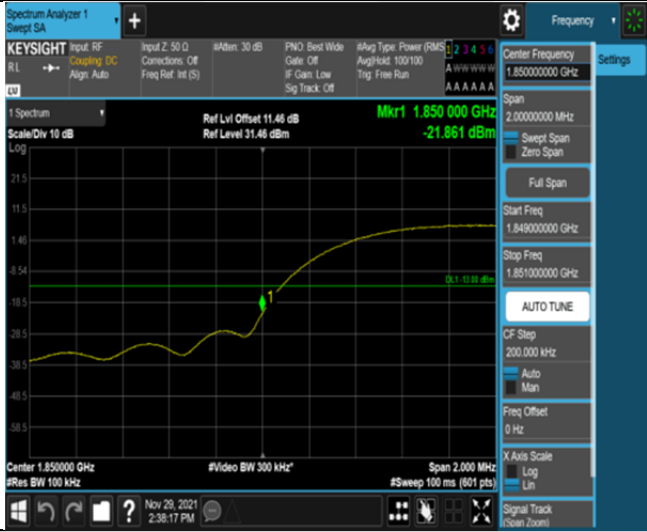 Spectrum Analyzer 1
Swept SA
Frequency
KEYSIGHT
RL
Input: RF
Coupling: DC
Align: Auto
Input Z: 50 Ω
Corrections: Off
Freq Ref: Int (S)
#Atten: 30 dB
PNO: Best Wide
Gate: Off
IF Gain: Low
Sig Track: Off
#Avg Type: Power (RMS
Avg|Hold: 100/100
Trig: Free Run
1 2 3 4 5 6
A W W W W W
A A A A A A
1 Spectrum
Scale/Div 10 dB
Ref Lvl Offset 11.46 dB
Ref Level 31.46 dBm
Mkr1 1.850 000 GHz
-21.861 dBm
Log
21.5
11.5
1.46
-8.54
-18.5
-28.5
-38.5
-48.5
-58.5
DL1 -13.00 dBm
1
Center 1.850000 GHz
#Res BW 100 kHz
#Video BW 300 kHz*
Span 2.000 MHz
#Sweep 100 ms (601 pts)
Nov 29, 2021
2:38:17 PM
Center Frequency
1.850000000 GHz
Settings
Span
2.00000000 MHz
Swept Span
Zero Span
Full Span
Start Freq
1.849000000 GHz
Stop Freq
1.851000000 GHz
AUTO TUNE
CF Step
200.000 kHz
Auto
Man
Freq Offset
0 Hz
X Axis Scale
Log
Lin
Signal Track
(Span Zoom)